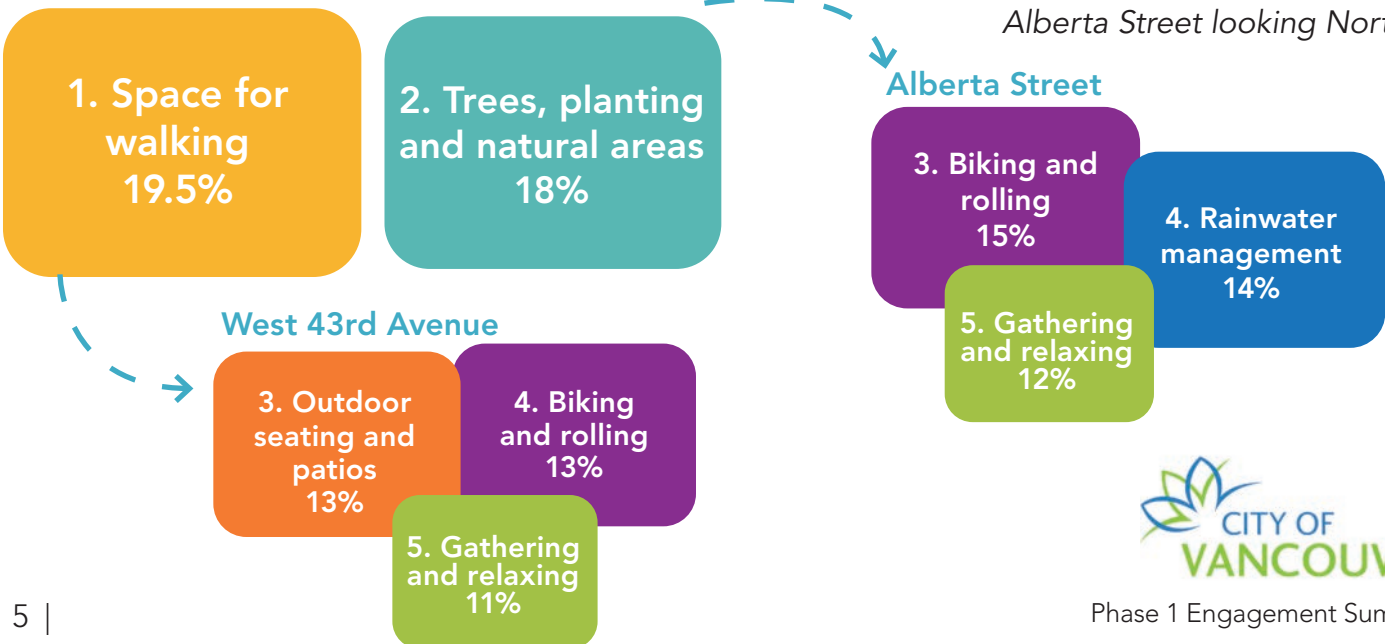 Alberta Street looking Nort
1. Space for
walking
19.5%
2. Trees, planting
and natural areas
18%
Alberta Street
3. Biking and
rolling
15%
4. Rainwater
management
14%
5. Gathering
and relaxing
12%
West 43rd Avenue
3. Outdoor
seating and
patios
13%
4. Biking
and rolling
13%
5. Gathering
and relaxing
11%
CITY OF
VANCOUV
5 |
Phase 1 Engagement Sum